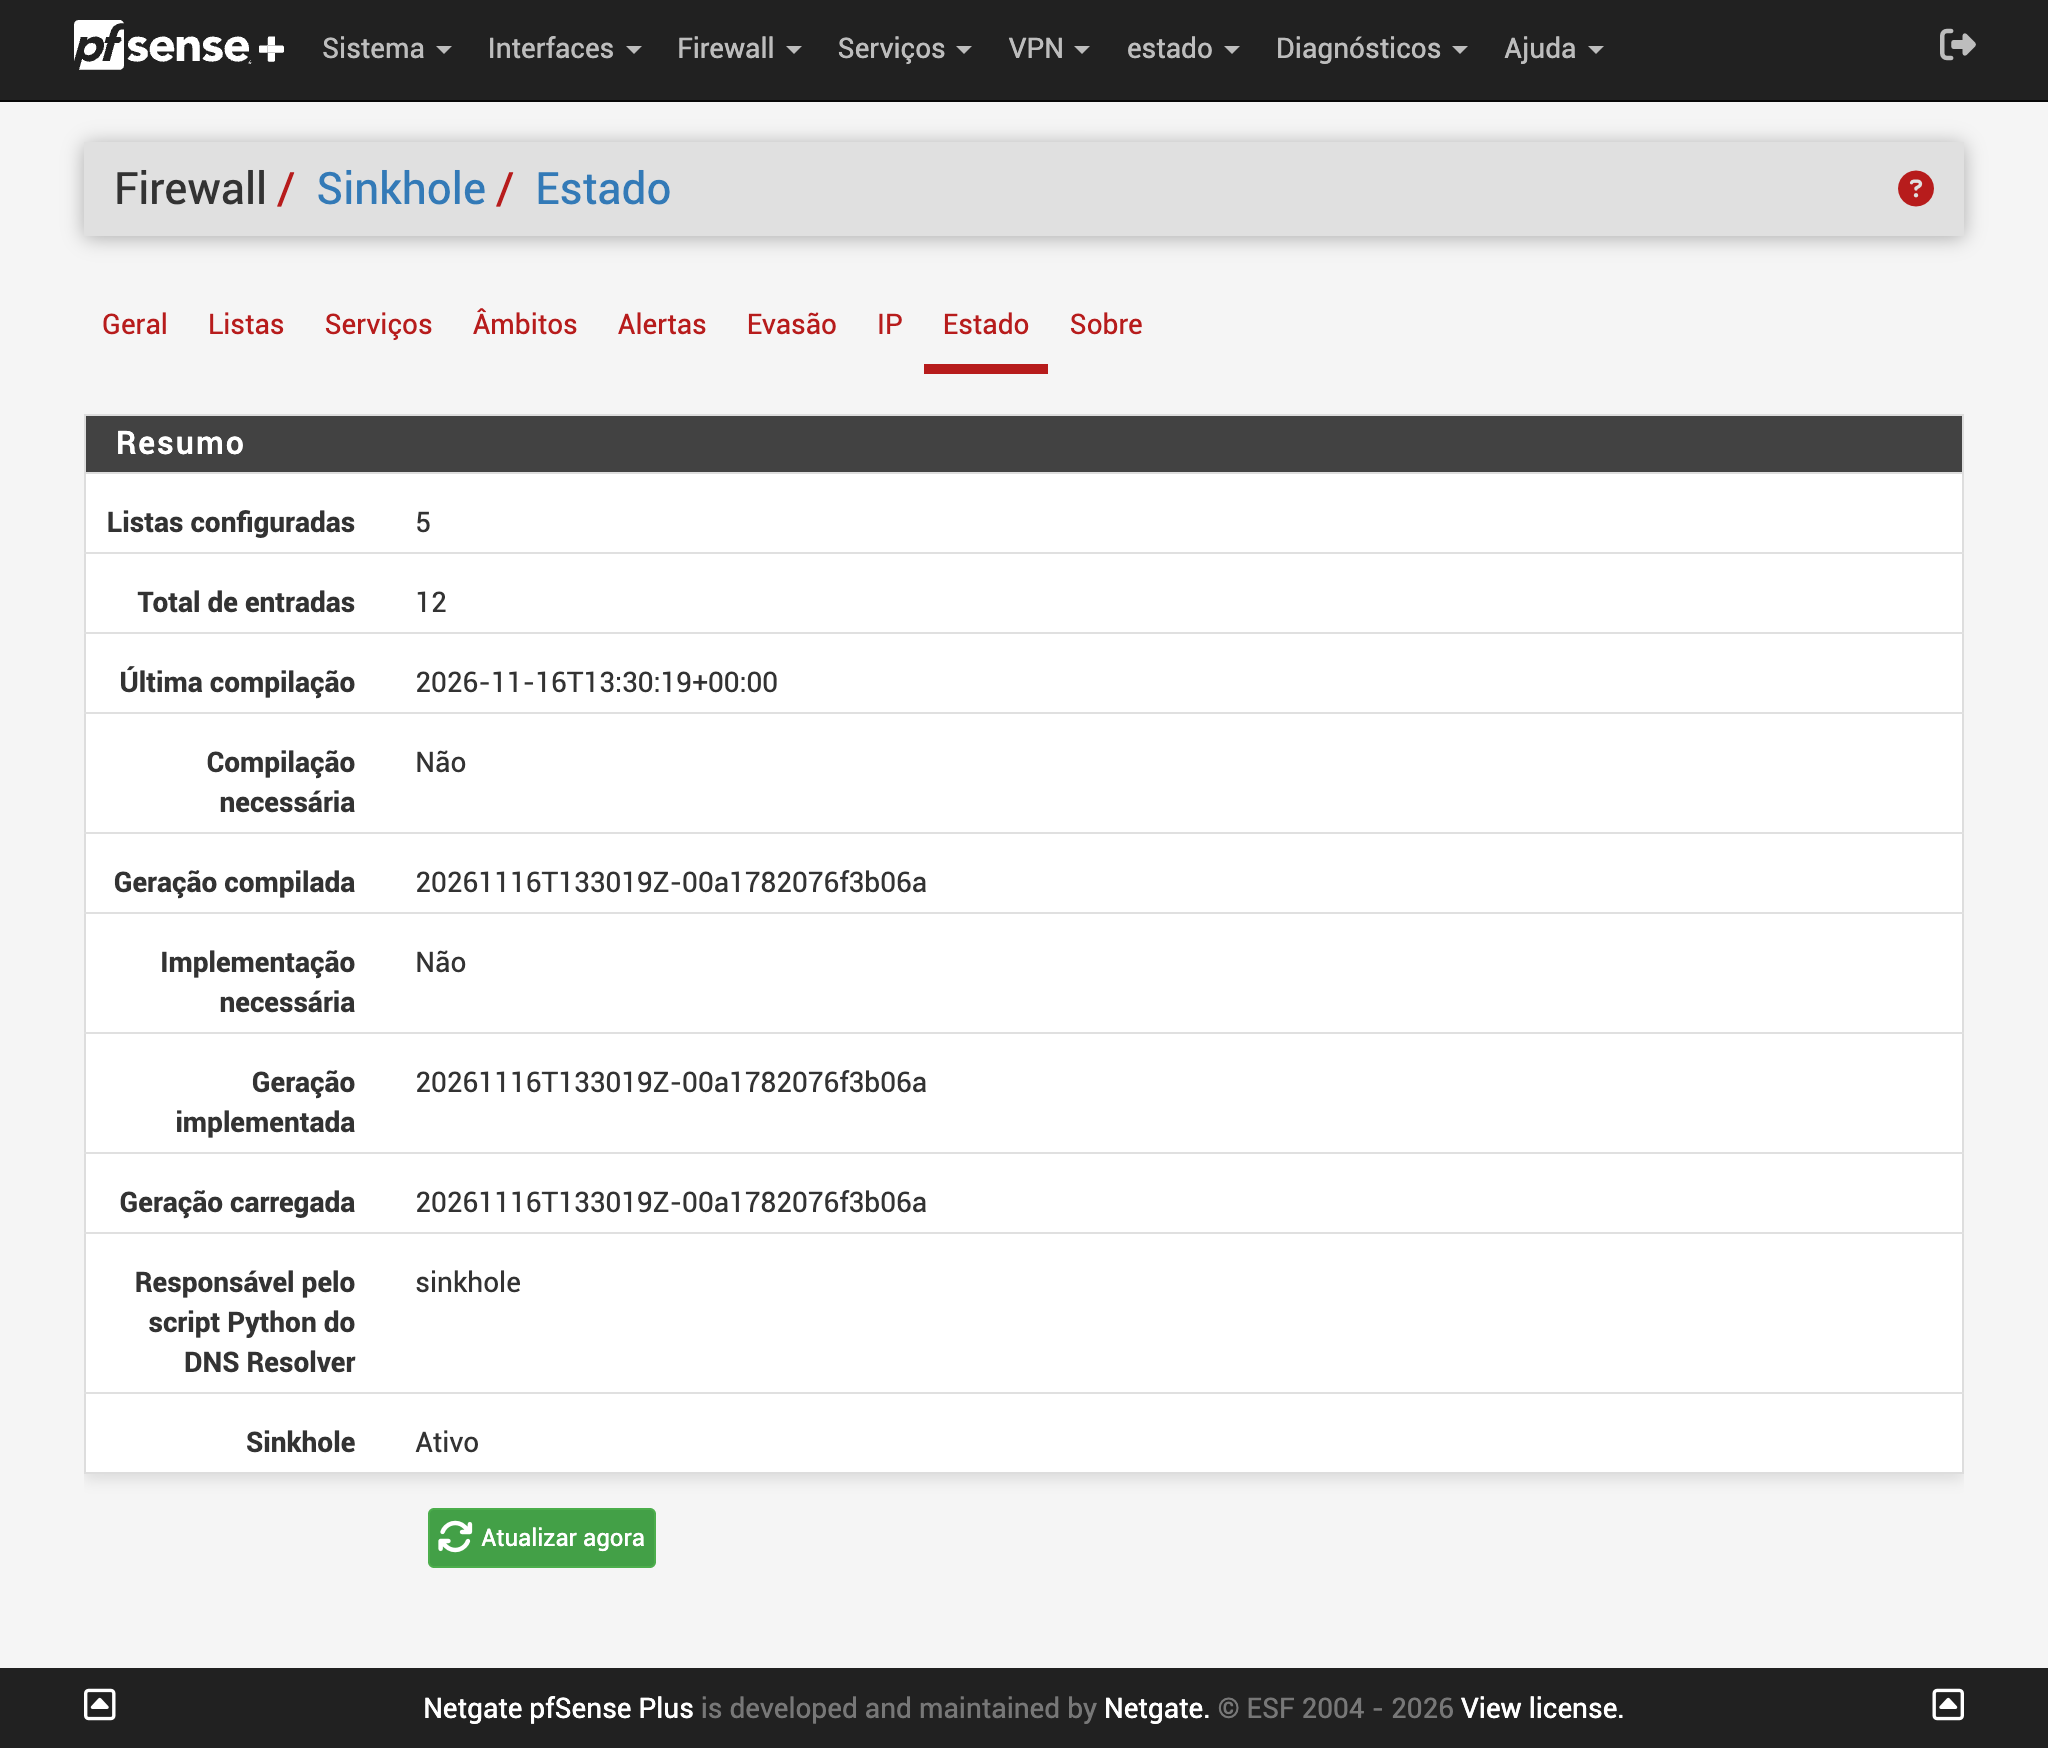 pfsense+ Sistema Interfaces Firewall Serviços VPN estado Diagnósticos Ajuda
Firewall / Sinkhole / Estado
Geral Listas Serviços Âmbitos Alertas Evasão IP Estado Sobre
Resumo
Listas configuradas 5
Total de entradas 12
Última compilação 2026-11-16T13:30:19+00:00
Compilação Não
necessária
Geração compilada 20261116T133019Z-00a1782076f3b06a
Implementação Não
necessária
Geração 20261116T133019Z-00a1782076f3b06a
implementada
Geração carregada 20261116T133019Z-00a1782076f3b06a
Responsável pelo sinkhole
script Python do
DNS Resolver
Sinkhole Ativo
Atualizar agora
Netgate pfSense Plus is developed and maintained by Netgate. © ESF 2004 - 2026 View license.